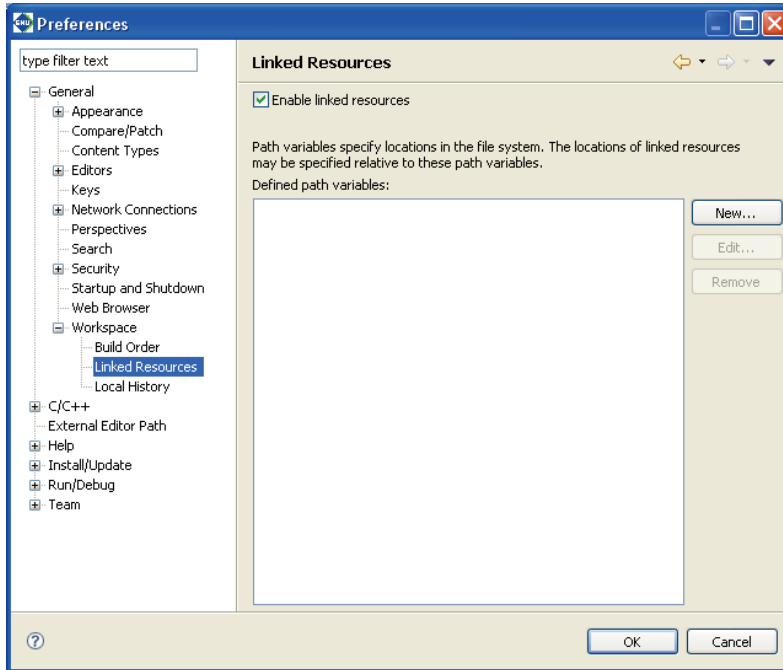 GNU
Preferences
type filter text
General
Appearance
Compare/Patch
Content Types
Editors
Keys
Network Connections
Perspectives
Search
Security
Startup and Shutdown
Web Browser
Workspace
Build Order
Linked Resources
Local History
C/C++
External Editor Path
Help
Install/Update
Run/Debug
Team
Linked Resources
Enable linked resources
Path variables specify locations in the file system. The locations of linked resources
may be specified relative to these path variables.
Defined path variables:
New...
Edit...
Remove
?
OK
Cancel